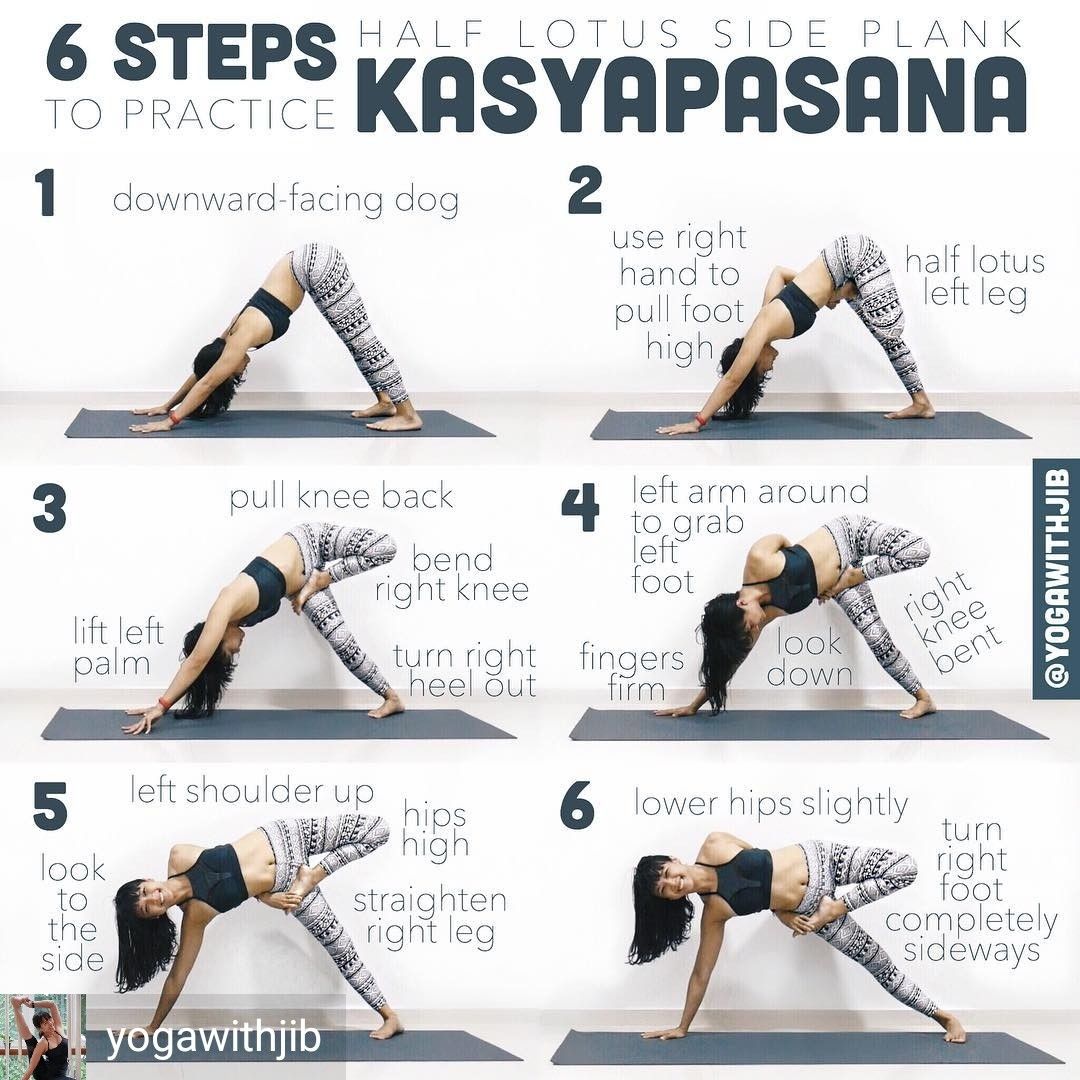 6 STEPS
TO PRACTICE
HALF LOTUS SIDE PLANK
KASYAPASANA
1
downward-facing dog
2
use right
hand to
pull foot
high
half lotus
left leg
3
pull knee back
bend
right knee
lift left
palm
turn right
heel out
4
left arm around
to grab
left
foot
right
knee
bent
fingers
firm
look
down
@YOGAWITHJIB
5
left shoulder up
hips
high
look
to
the
side
straighten
right leg
6
lower hips slightly
turn
right
foot
completely
sideways
yogawithjib